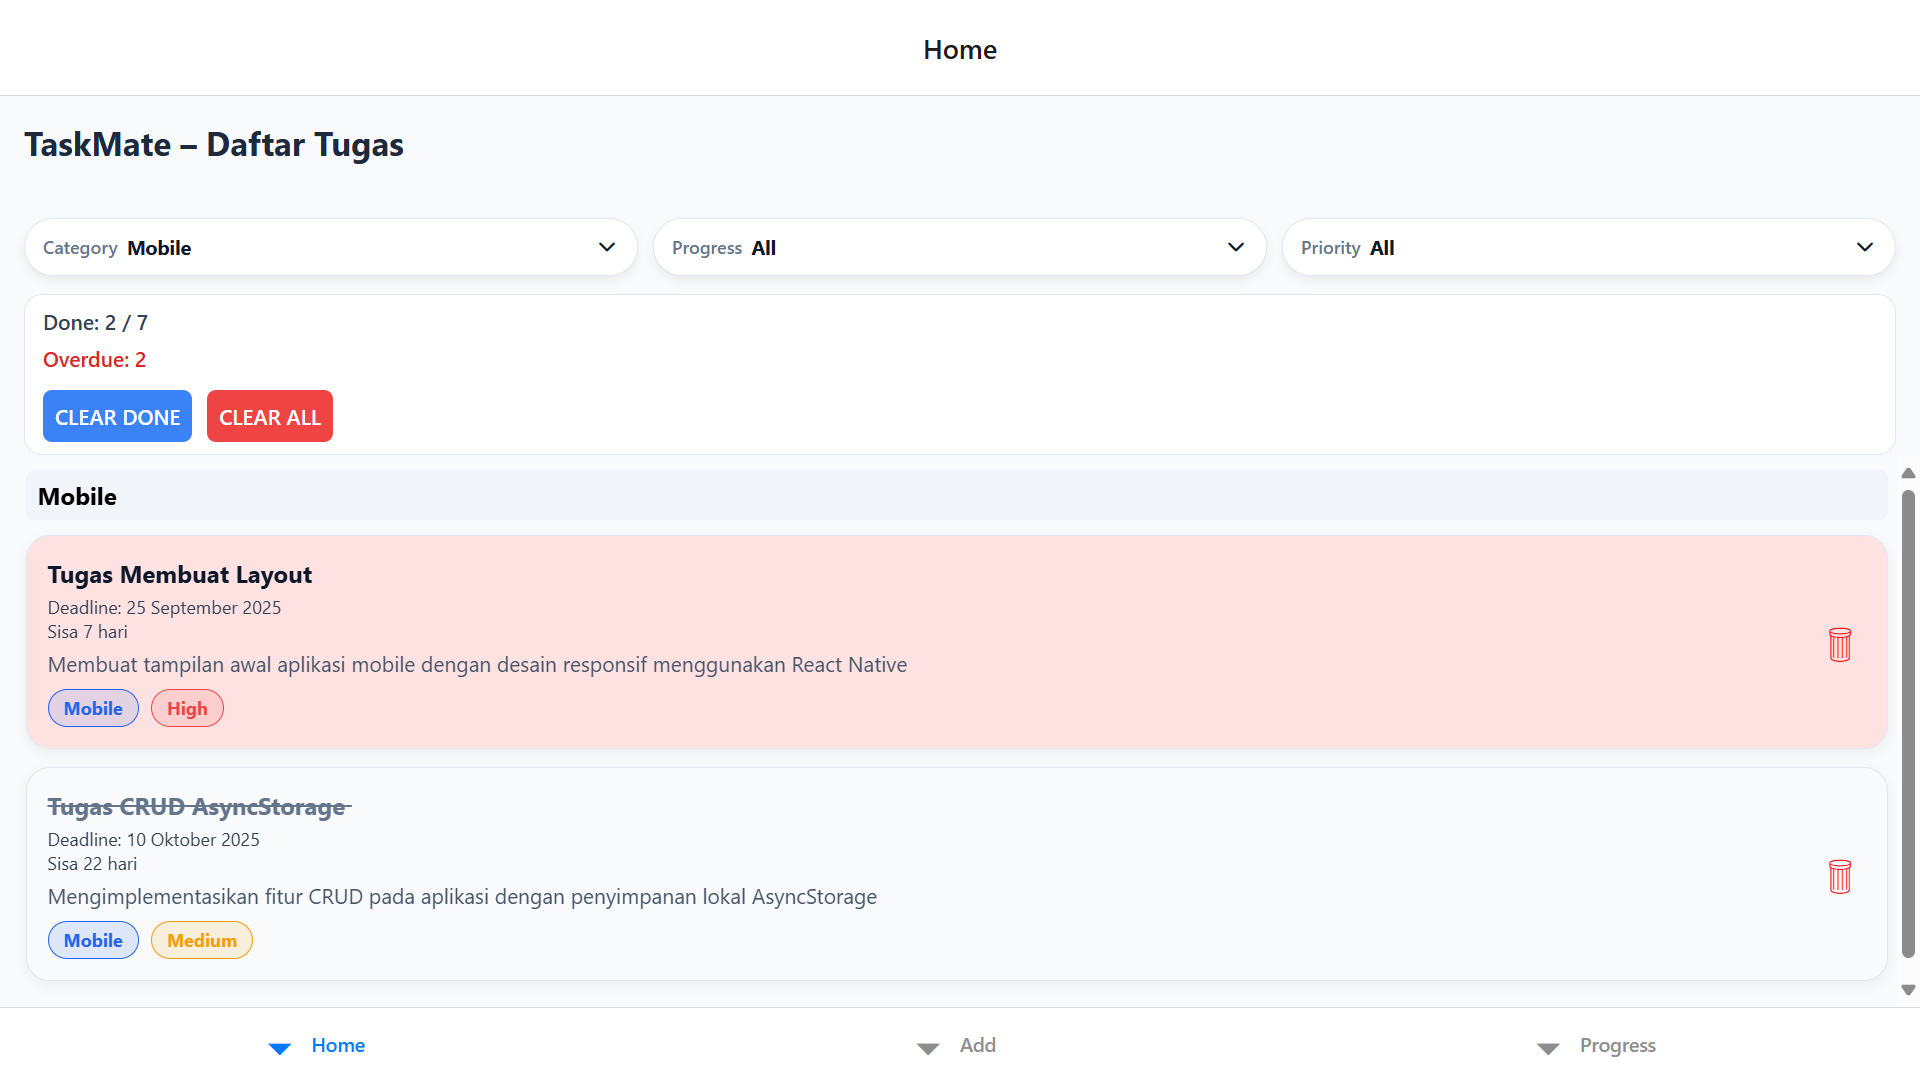 Home
TaskMate – Daftar Tugas
Category Mobile
Progress All
Priority All
Done: 2 / 7
Overdue: 2
CLEAR DONE
CLEAR ALL
Mobile
Tugas Membuat Layout
Deadline: 25 September 2025
Sisa 7 hari
Membuat tampilan awal aplikasi mobile dengan desain responsif menggunakan React Native
Mobile
High
Tugas CRUD AsyncStorage
Deadline: 10 Oktober 2025
Sisa 22 hari
Mengimplementasikan fitur CRUD pada aplikasi dengan penyimpanan lokal AsyncStorage
Mobile
Medium
Home
Add
Progress